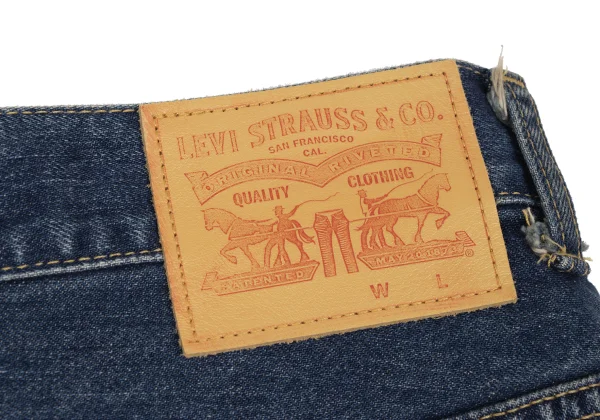 LEVI STRAUSS & CO.
SAN FRANCISCO
CAL.
ORIGINAL RIVETED
QUALITY CLOTHING
PATENTED MAY 20 1873
®
W L